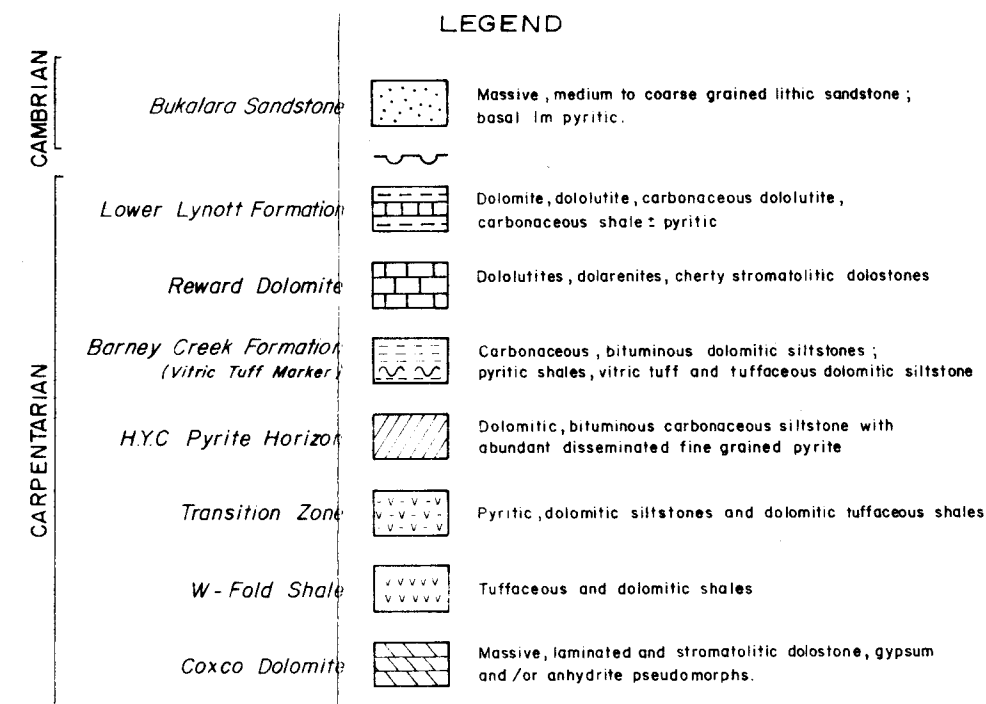 LEGEND
CAMBRIAN
Bukalara Sandstone
Massive, medium to coarse grained lithic sandstone;
basal 1m pyritic.
CARPENTARIAN
Lower Lynott Formation
Dolomite, dololutite, carbonaceous dololutite,
carbonaceous shale ± pyritic
Reward Dolomite
Dololutites, dolarenites, cherty stromatolitic dolostones
Barney Creek Formation
(Vitric Tuff Marker)
Carbonaceous, bituminous dolomitic siltstones;
pyritic shales, vitric tuff and tuffaceous dolomitic siltstone
H.Y.C Pyrite Horizon
Dolomitic, bituminous carbonaceous siltstone with
abundant disseminated fine grained pyrite
Transition Zone
Pyritic, dolomitic siltstones and dolomitic tuffaceous shales
W-Fold Shale
Tuffaceous and dolomitic shales
Coxco Dolomite
Massive, laminated and stromatolitic dolostone, gypsum
and/or anhydrite pseudomorphs.